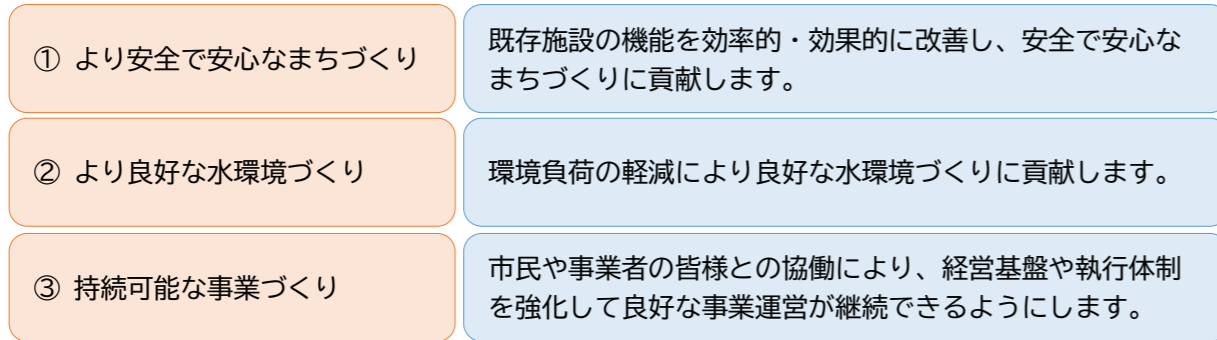 ① より安全で安心なまちづくり
既存施設の機能を効率的・効果的に改善し、安全で安心な
まちづくりに貢献します。
② より良好な水環境づくり
環境負荷の軽減により良好な水環境づくりに貢献します。
③ 持続可能な事業づくり
市民や事業者の皆様との協働により、経営基盤や執行体制
を強化して良好な事業運営が継続できるようにします。